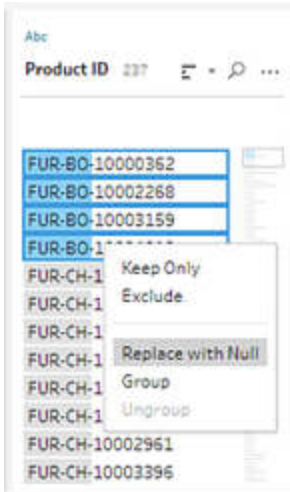 Abc
Product ID 237 ...
FUR-BO-10000362
FUR-BO-10002268
FUR-BO-10003159
FUR-BO-1
FUR-CH-1
Keep Only
FUR-CH-1
Exclude
FUR-CH-1
FUR-CH-1
Replace with Null
FUR-CH-1
Group
FUR-CH-1
Ungroup
FUR-CH-10002961
FUR-CH-10003396